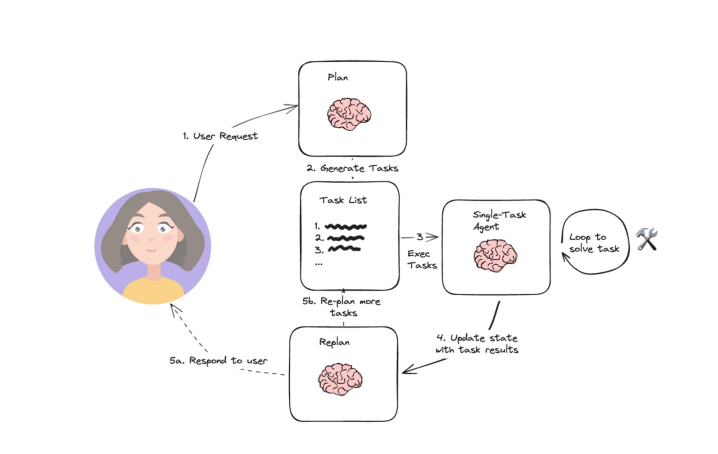 Plan
1. User Request
2. Generate Tasks
Task List
1.
2.
3.
...
3
Exec
Tasks
Single-Task
Agent
Loop to
solve task
5b. Re-plan more
tasks
4. Update state
with task results
Replan
5a. Respond to user